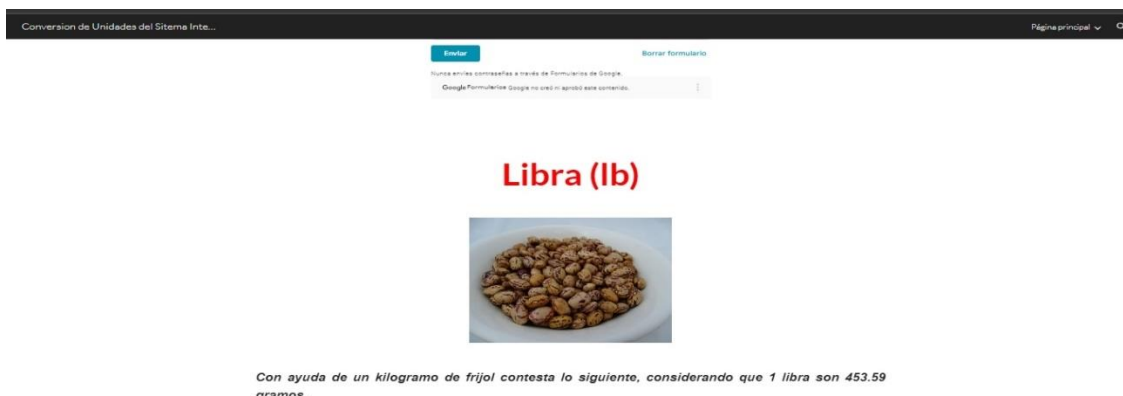 Conversion de Unidades del Sitema Inte...
Página principal
Enviar
Borrar formulario
Nunca envíes contraseñas a través de Formularios de Google.
Google Formularios Google no creó ni aprobó este contenido.
Libra (lb)
Con ayuda de un kilogramo de frijol contesta lo siguiente, considerando que 1 libra son 453.59
gramos